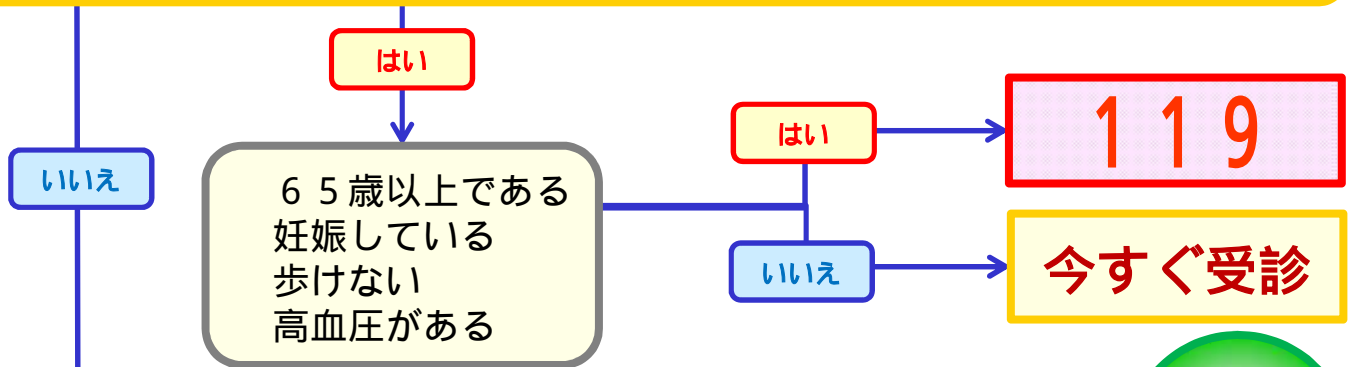 はい
はい
119
いいえ
65歳以上である
妊娠している
歩けない
高血圧がある
いいえ
今すぐ受診